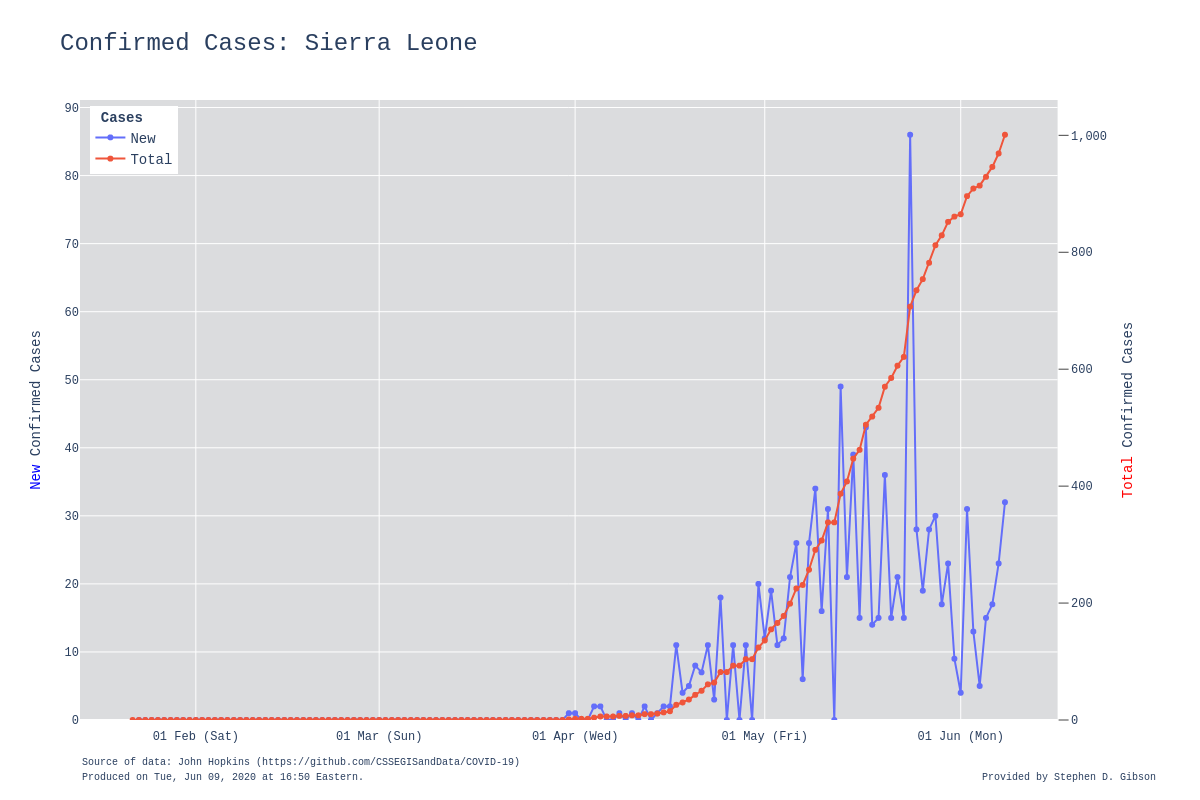 Confirmed Cases: Sierra Leone
Cases
New
Total
90
80
70
60
50
40
30
20
10
0
New Confirmed Cases
1,000
800
600
400
200
0
Total Confirmed Cases
01 Feb (Sat)
01 Mar (Sun)
01 Apr (Wed)
01 May (Fri)
01 Jun (Mon)
Source of data: John Hopkins (https://github.com/CSSEGISandData/COVID-19)
Produced on Tue, Jun 09, 2020 at 16:50 Eastern.
Provided by Stephen D. Gibson